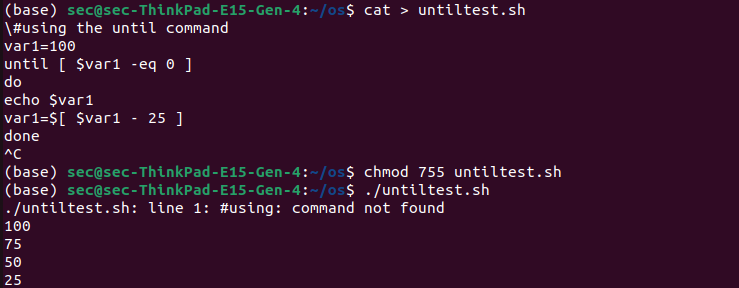 (base) sec@sec-ThinkPad-E15-Gen-4:~/os$ cat > untiltest.sh
\#using the until command
var1=100
until [ $var1 -eq 0 ]
do
echo $var1
var1=$[ $var1 - 25 ]
done
^C
(base) sec@sec-ThinkPad-E15-Gen-4:~/os$ chmod 755 untiltest.sh
(base) sec@sec-ThinkPad-E15-Gen-4:~/os$ ./untiltest.sh
./untiltest.sh: line 1: #using: command not found
100
75
50
25